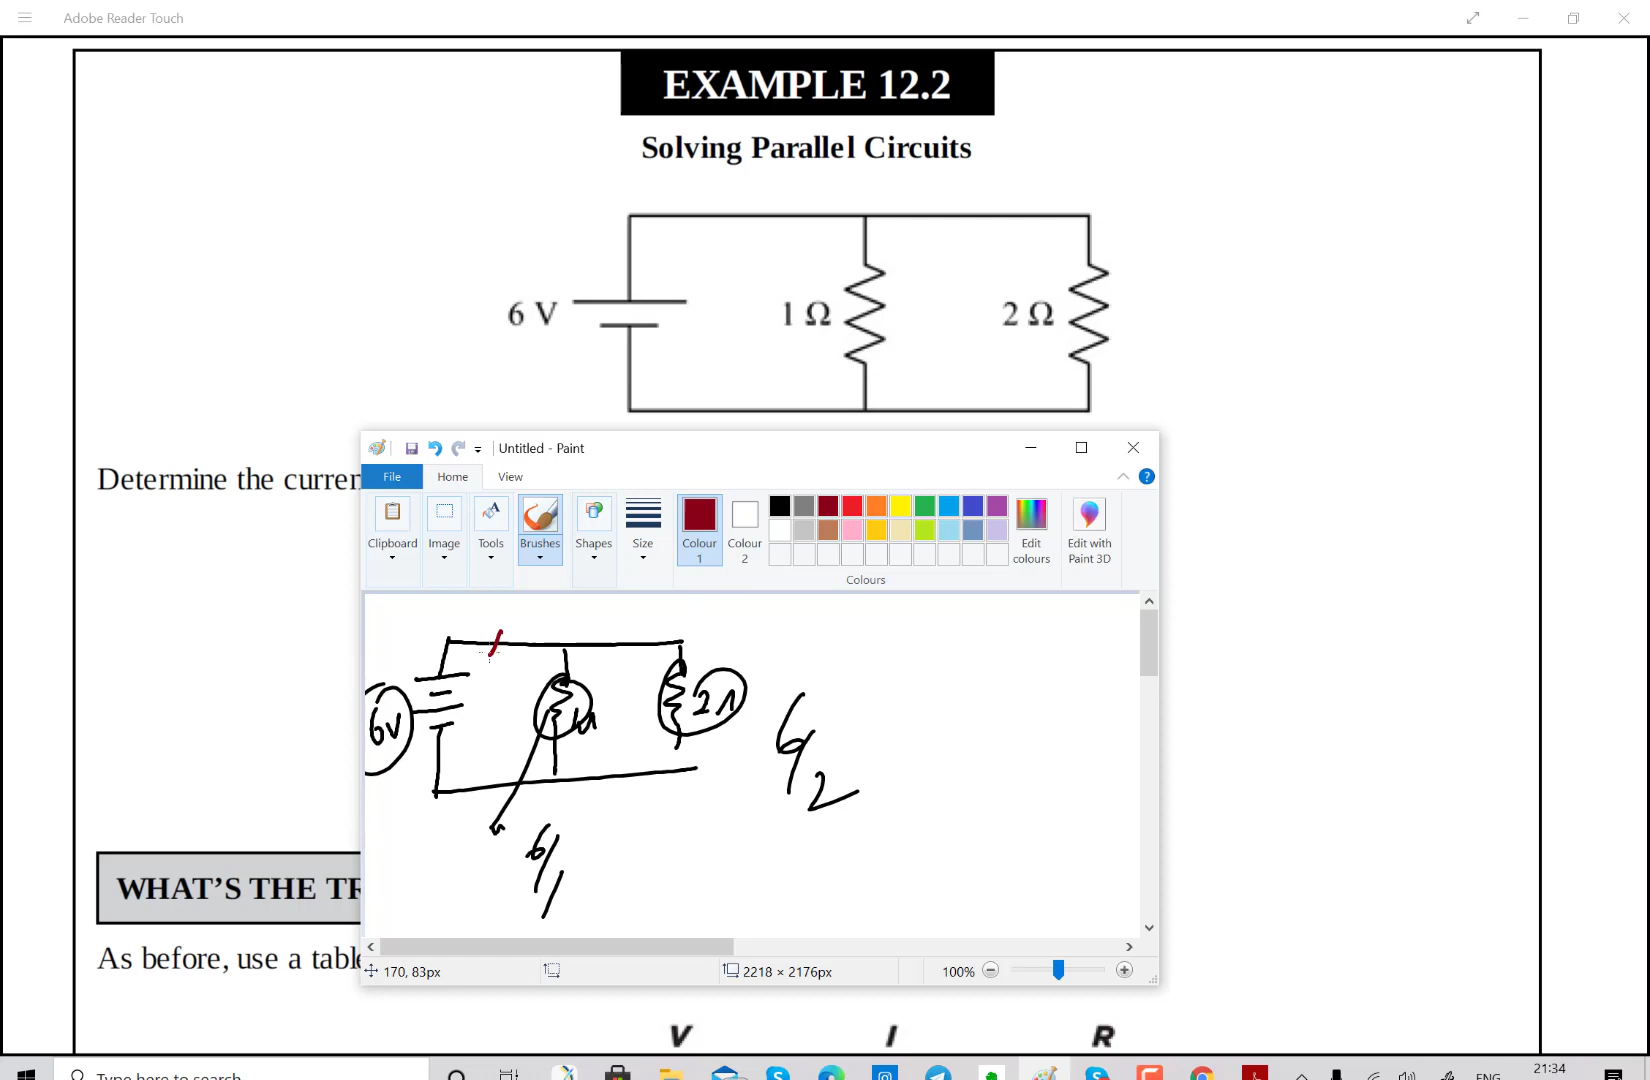 Adobe Reader Touch
EXAMPLE 12.2
Solving Parallel Circuits
6 V
1 Ω
2 Ω
Determine the curren
Untitled - Paint
File Home View
Clipboard Image Tools Brushes Shapes Size Colour 1 Colour 2 Edit colours Edit with Paint 3D
Colours
6V
1Ω
2Ω
6/2
6/1
170, 83px
2218 × 2176px
100%
WHAT'S THE TR
As before, use a table
V I R
Type here to search
ENG
21:34